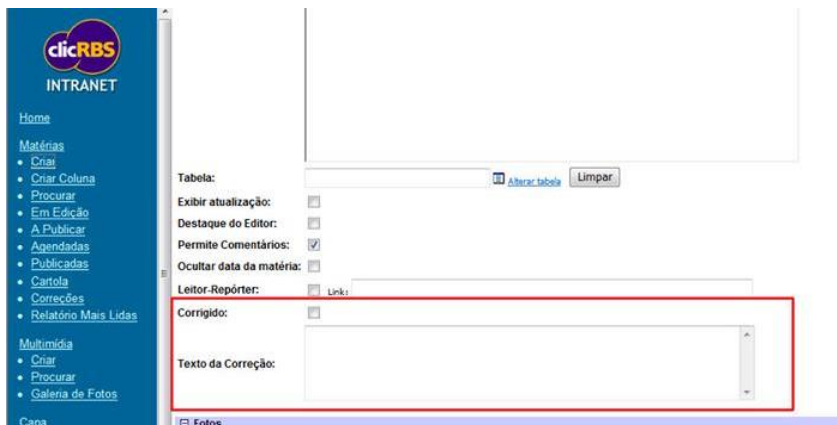 clicRBS
INTRANET
Home
Matérias
Criar
Criar Coluna
Procurar
Em Edição
A Publicar
Agendadas
Publicadas
Cartola
Correções
Relatório Mais Lidas
Multimídia
Criar
Procurar
Galeria de Fotos
Capa
Tabela: Alterar tabela Limpar
Exibir atualização:
Destaque do Editor:
Permite Comentários:
Ocultar data da matéria:
Leitor-Repórter: Link:
Corrigido:
Texto da Correção:
Fotos